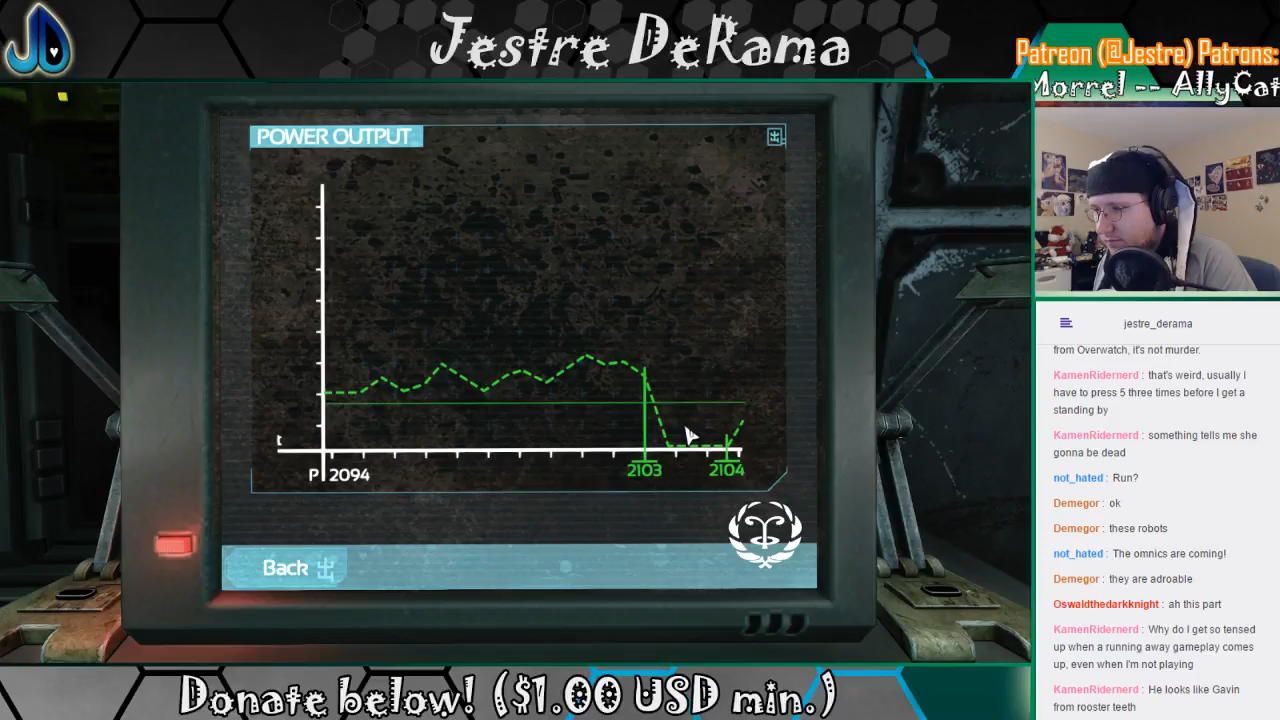 JD
Jestre DeRama
Patreon (@Jestre) Patrons:
Morrel -- AllyCat
POWER OUTPUT
t
P
2094
2103
2104
Back
jestre_derama
from Overwatch, it's not murder.
KamenRidernerd : that's weird, usually I
have to press 5 three times before I get a
standing by
KamenRidernerd : something tells me she
gonna be dead
not_hated : Run?
Demegor : ok
Demegor : these robots
not_hated : The omnics are coming!
Demegor : they are adroable
Oswaldthedarkknight : ah this part
KamenRidernerd : Why do I get so tensed
up when a running away gameplay comes
up, even when I'm not playing
KamenRidernerd : He looks like Gavin
from rooster teeth
Donate below! ($1.00 USD min.)